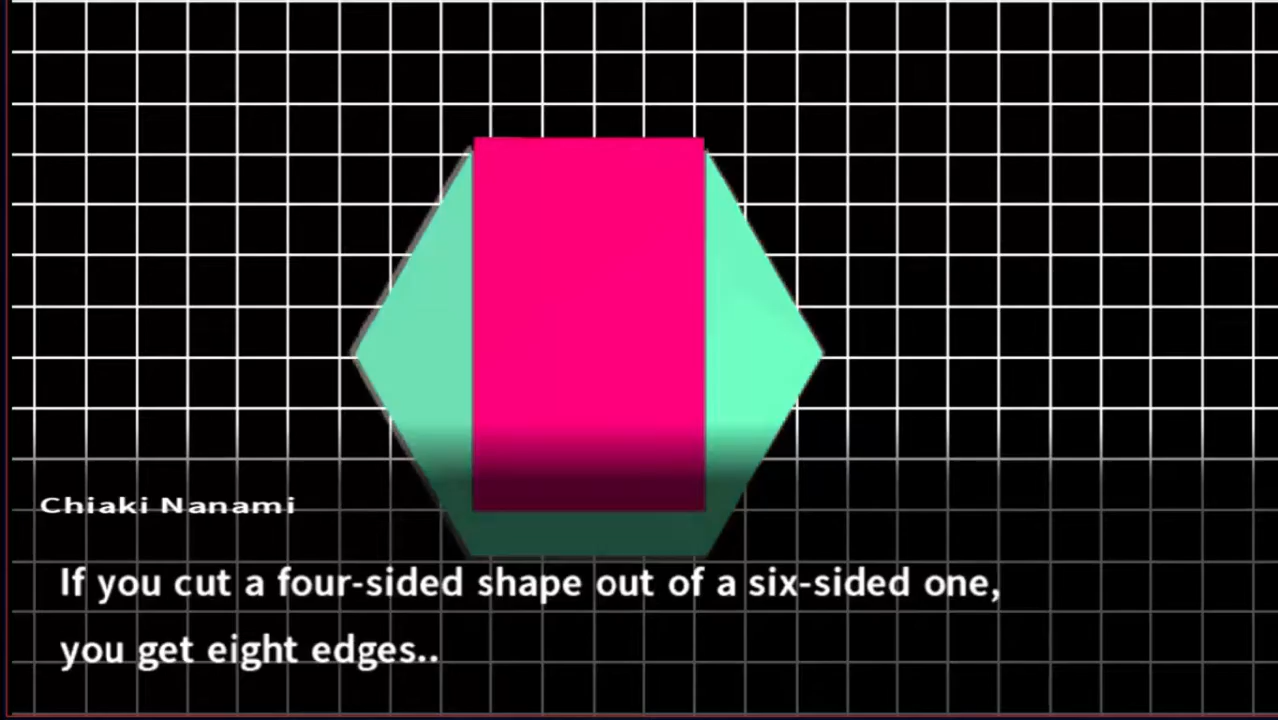 Chiaki Nanami
If you cut a four-sided shape out of a six-sided one,
you get eight edges..